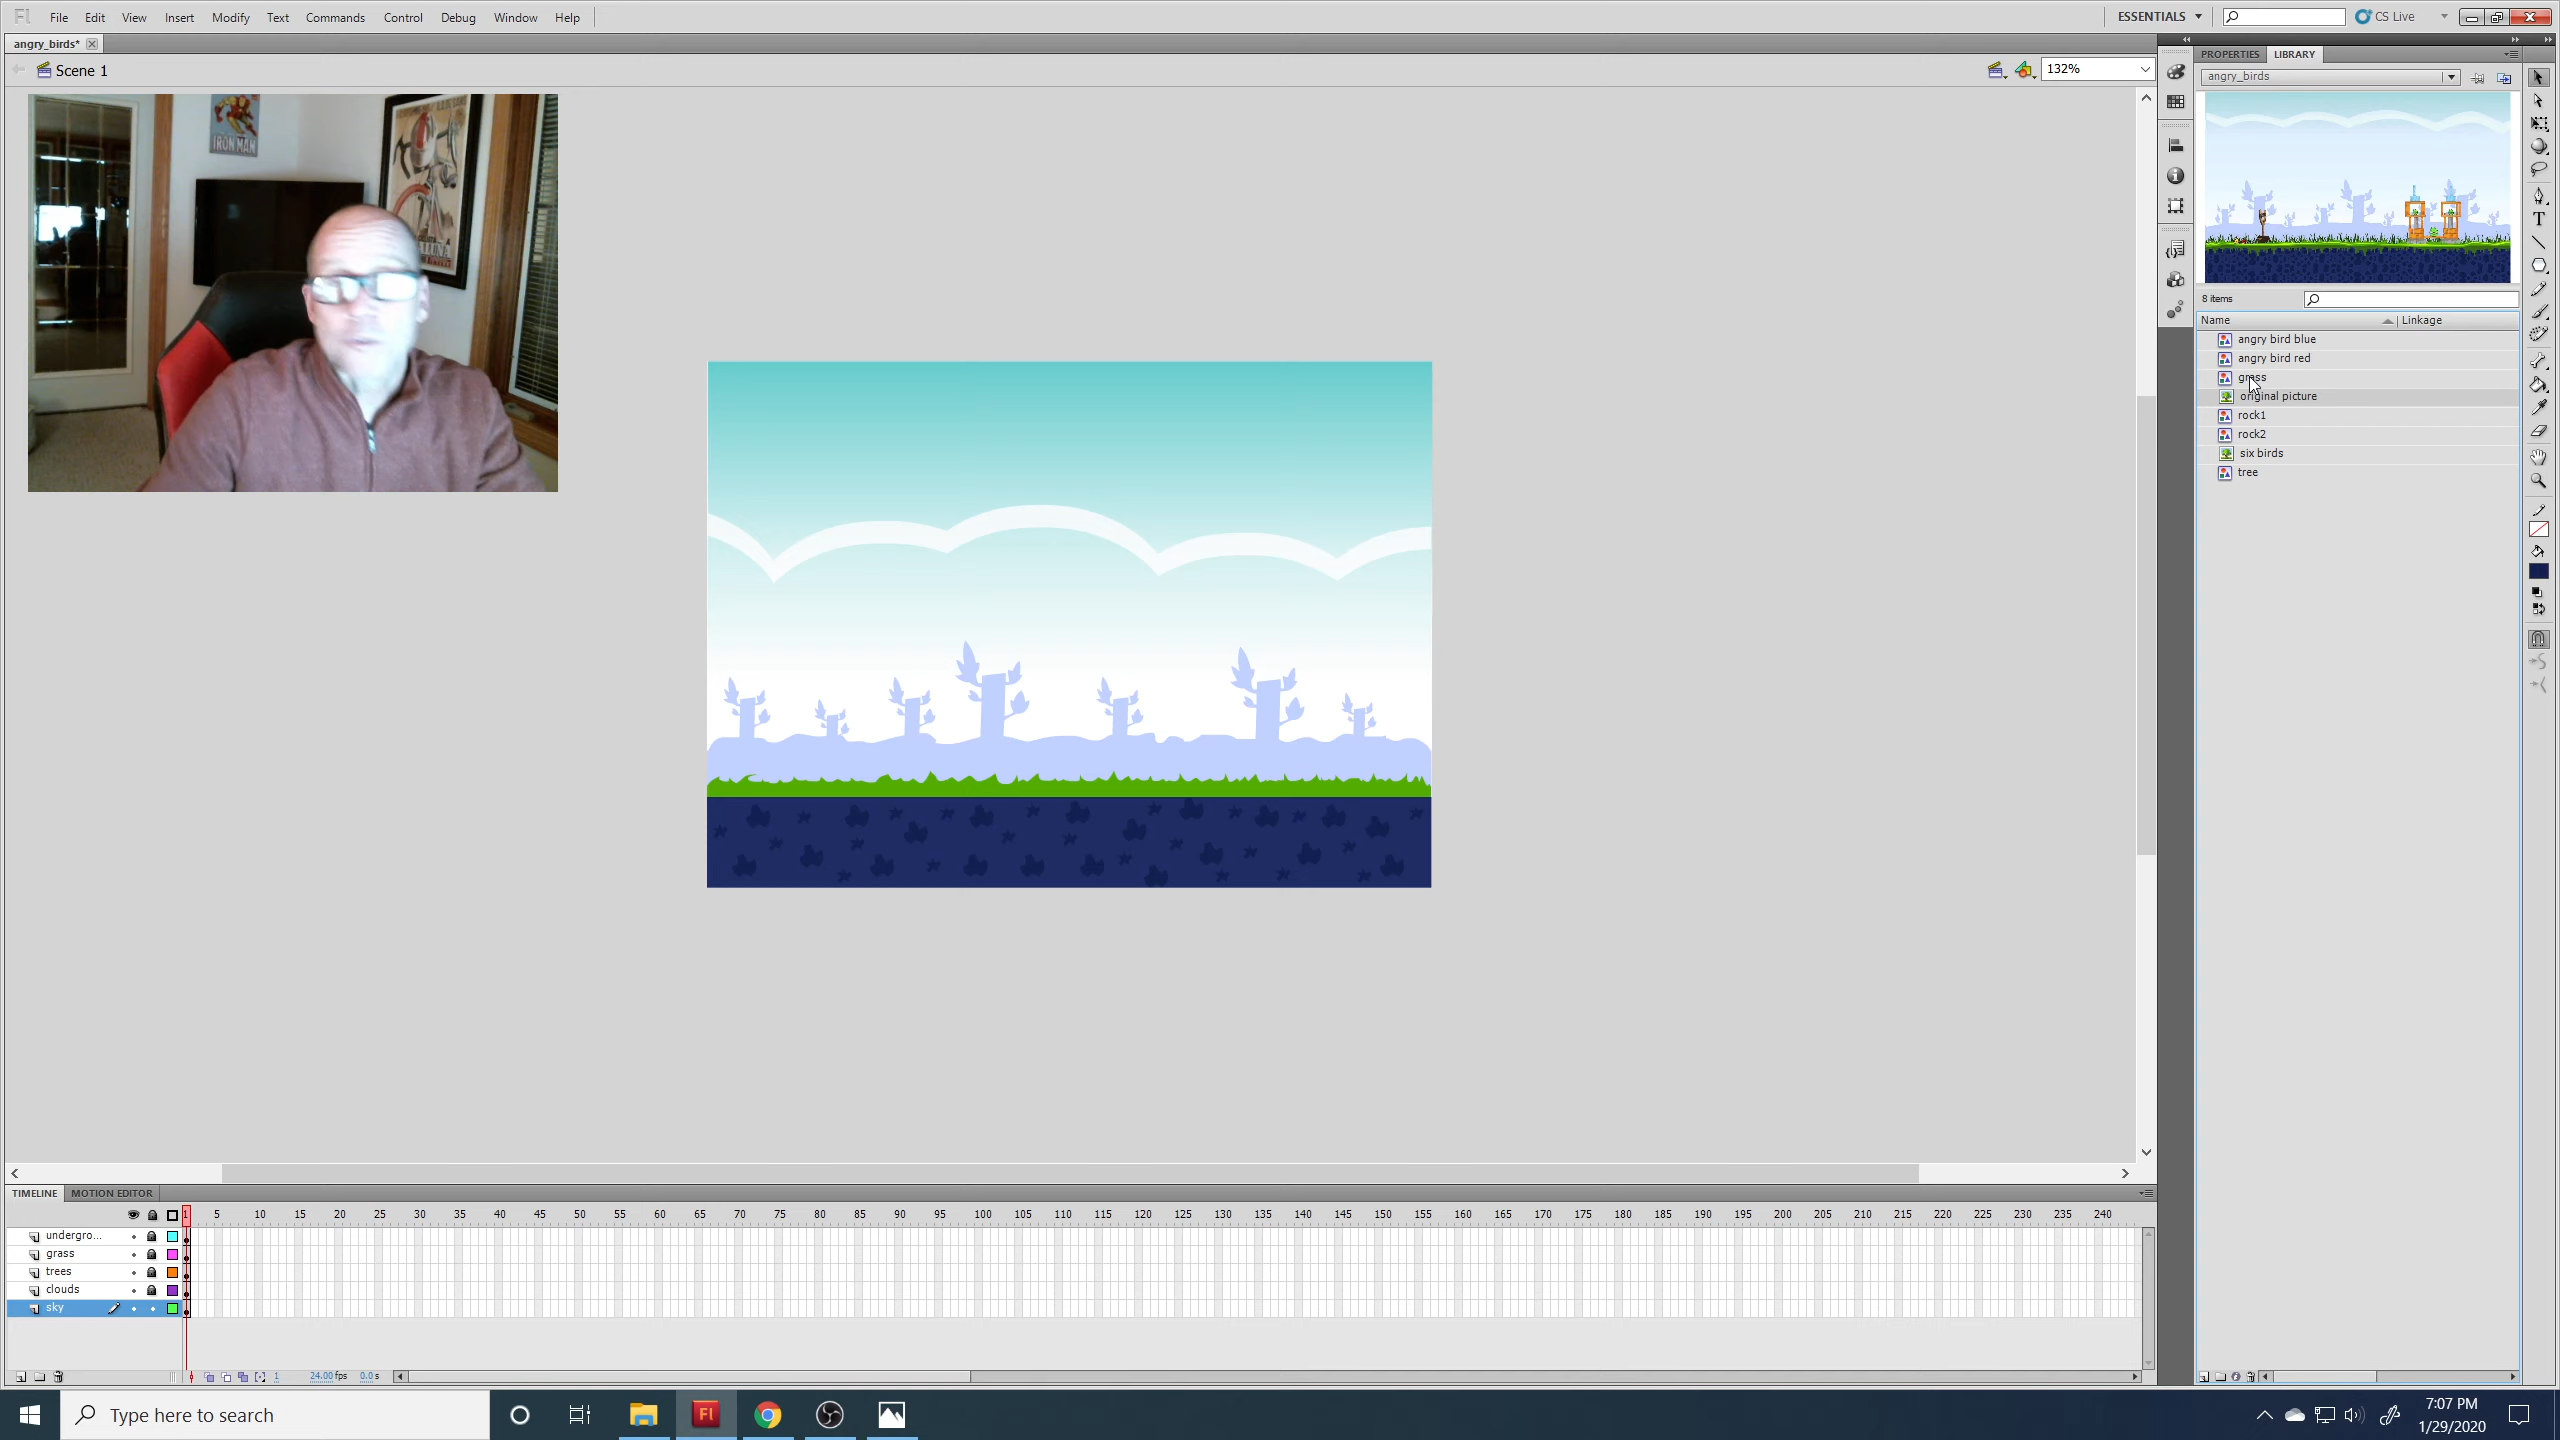 Fl File Edit View Insert Modify Text Commands Control Debug Window Help ESSENTIALS CS Live
angry_birds*
Scene 1 132%
IRON MAN
PROPERTIES LIBRARY
angry_birds
8 items
Name Linkage
angry bird blue
angry bird red
grass
original picture
rock1
rock2
six birds
tree
TIMELINE MOTION EDITOR
1 5 10 15 20 25 30 35 40 45 50 55 60 65 70 75 80 85 90 95 100 105 110 115 120 125 130 135 140 145 150 155 160 165 170 175 180 185 190 195 200 205 210 215 220 225 230 235 240
undergro...
grass
trees
clouds
sky
1 24.00 fps 0.0 s
Type here to search
Fl
7:07 PM
1/29/2020